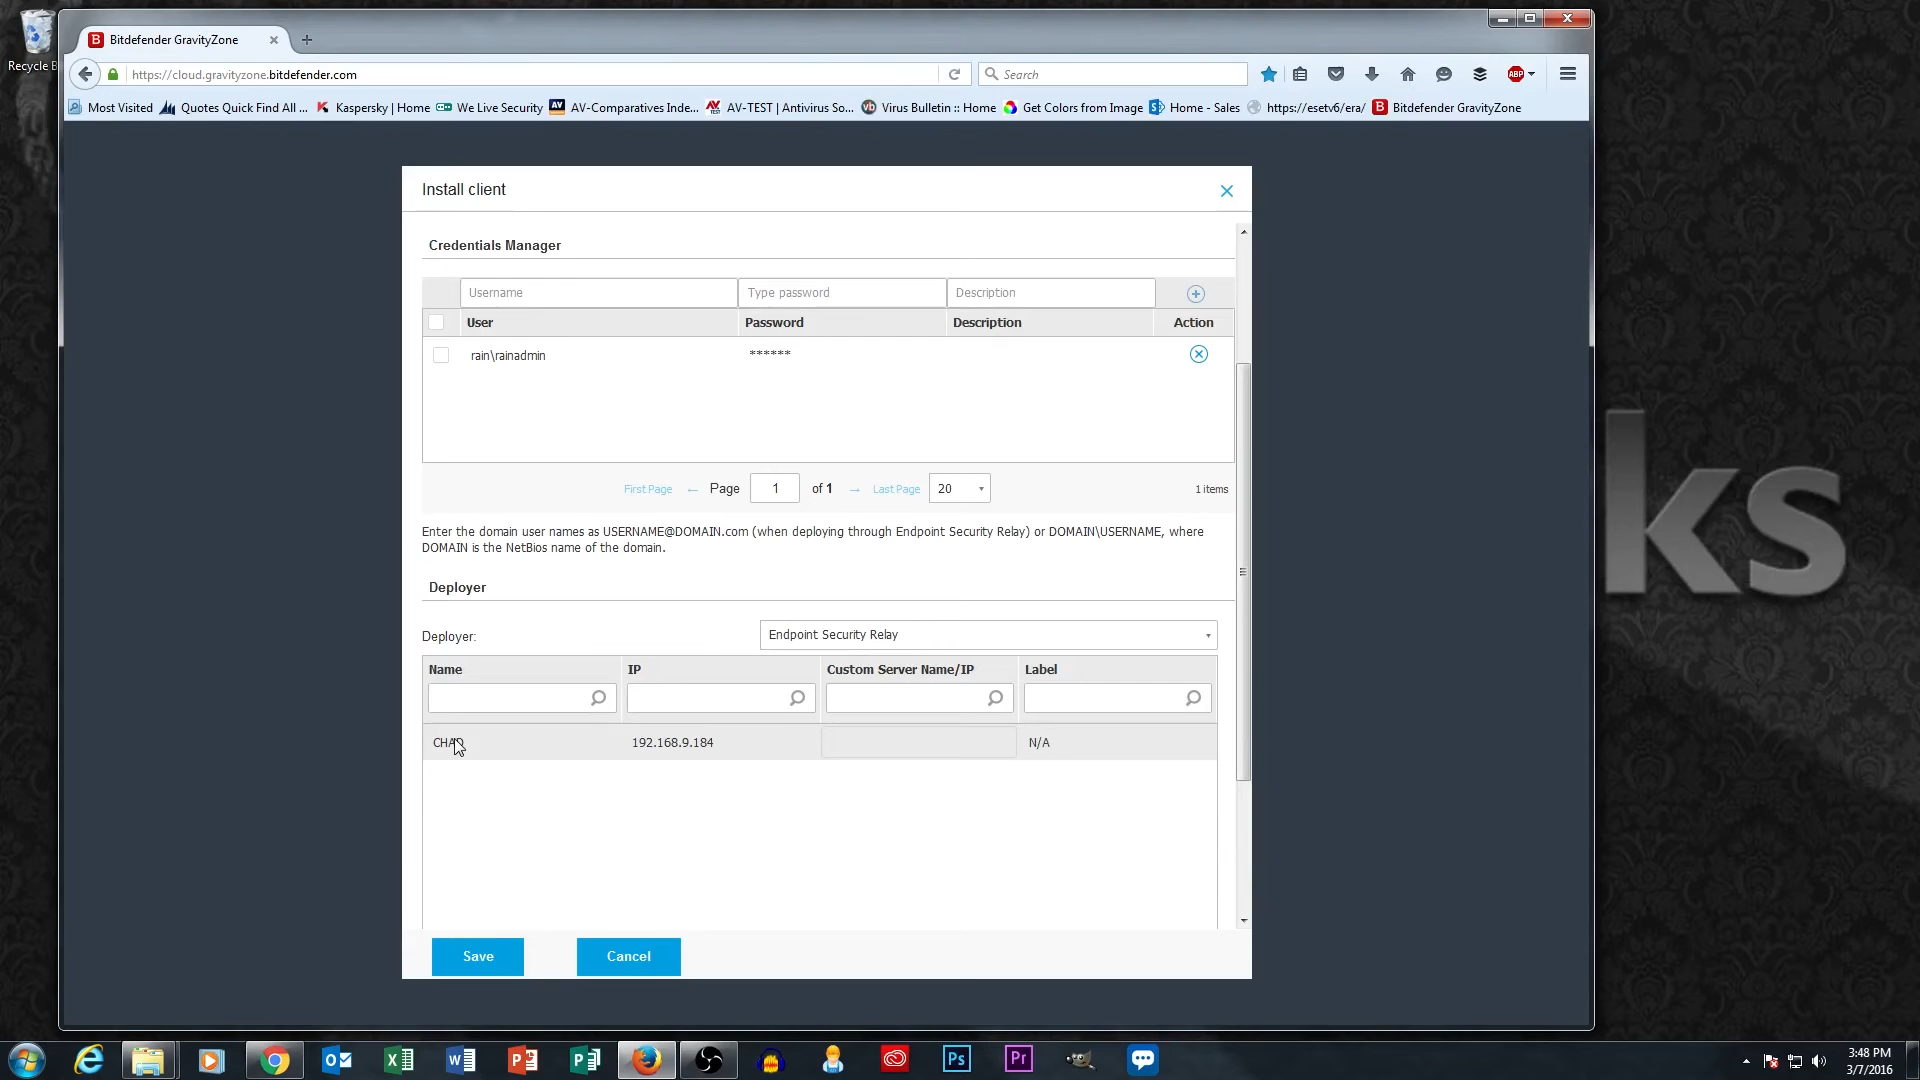 Recycle B
Bitdefender GravityZone
https://cloud.gravityzone.bitdefender.com
Search
ABP
Most Visited
Quotes Quick Find All ...
Kaspersky | Home
We Live Security
AV-Comparatives Inde...
AV-TEST | Antivirus So...
Virus Bulletin :: Home
Get Colors from Image
Home - Sales
https://esetv6/era/
Bitdefender GravityZone
Install client
Credentials Manager
Username
Type password
Description
User
Password
Description
Action
rain\rainadmin
******
First Page
Page
1
of 1
Last Page
20
1 items
Enter the domain user names as USERNAME@DOMAIN.com (when deploying through Endpoint Security Relay) or DOMAIN\USERNAME, where
DOMAIN is the NetBios name of the domain.
Deployer
Deployer:
Endpoint Security Relay
Name
IP
Custom Server Name/IP
Label
CHAD
192.168.9.184
N/A
Save
Cancel
ks
3:48 PM
3/7/2016